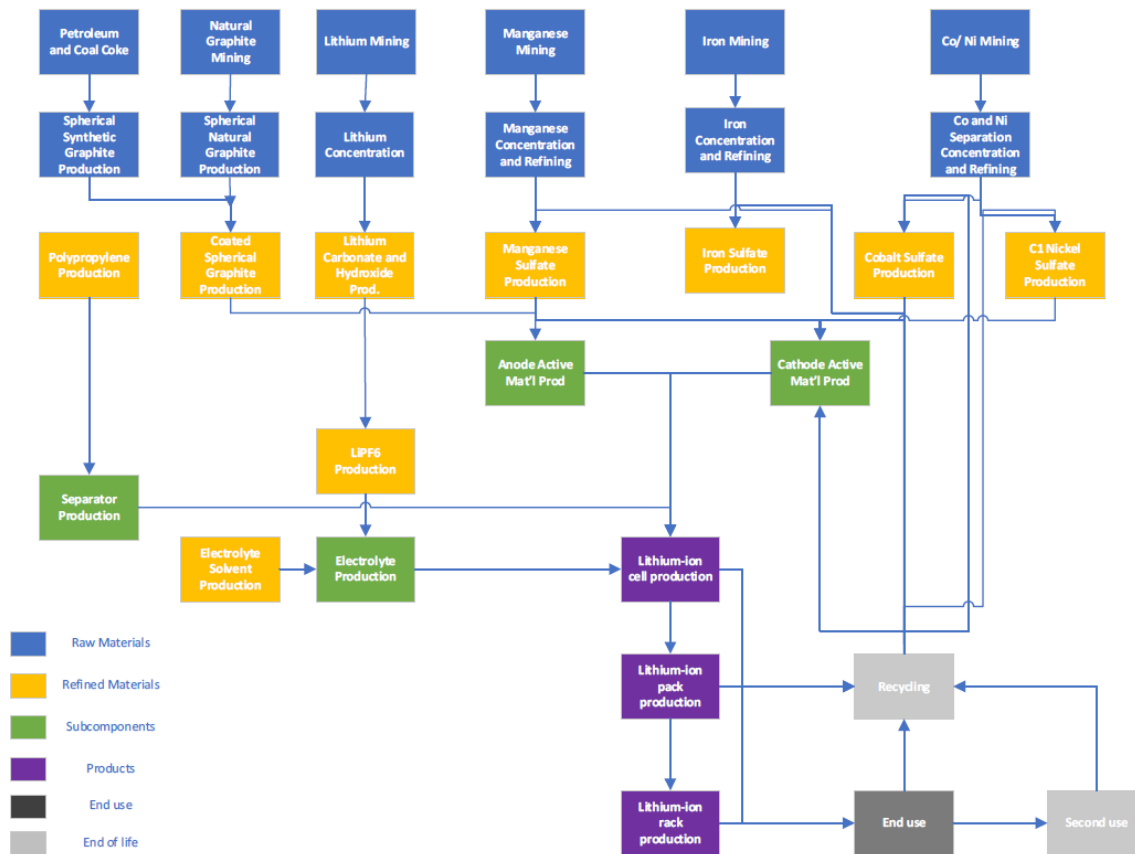 Petroleum
and Coal Coke
Natural
Graphite
Mining
Lithium Mining
Manganese
Mining
Iron Mining
Co/ Ni Mining
Spherical
Synthetic
Graphite
Production
Spherical
Natural
Graphite
Production
Lithium
Concentration
Manganese
Concentration
and Refining
Iron
Concentration
and Refining
Co and Ni
Separation
Concentration
and Refining
Polypropylene
Production
Coated
Spherical
Graphite
Production
Lithium
Carbonate and
Hydroxide
Prod.
Manganese
Sulfate
Production
Iron Sulfate
Production
Cobalt Sulfate
Production
C1 Nickel
Sulfate
Production
Anode Active
Mat'l Prod
Cathode Active
Mat'l Prod
LiPF6
Production
Separator
Production
Electrolyte
Solvent
Production
Electrolyte
Production
Lithium-ion
cell production
Lithium-ion
pack
production
Recycling
Lithium-ion
rack
production
End use
Second use
Raw Materials
Refined Materials
Subcomponents
Products
End use
End of life